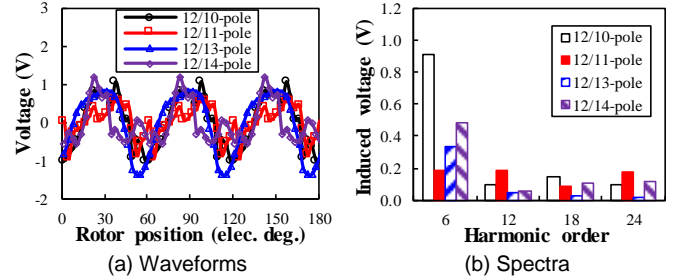 12/10-pole
12/11-pole
12/13-pole
12/14-pole
Voltage (V)
3
2
1
0
-1
-2
0 30 60 90 120 150 180
Rotor position (elec. deg.)
(a) Waveforms
12/10-pole
12/11-pole
12/13-pole
12/14-pole
Induced voltage (V)
1.2
1.0
0.8
0.6
0.4
0.2
0.0
6 12 18 24
Harmonic order
(b) Spectra